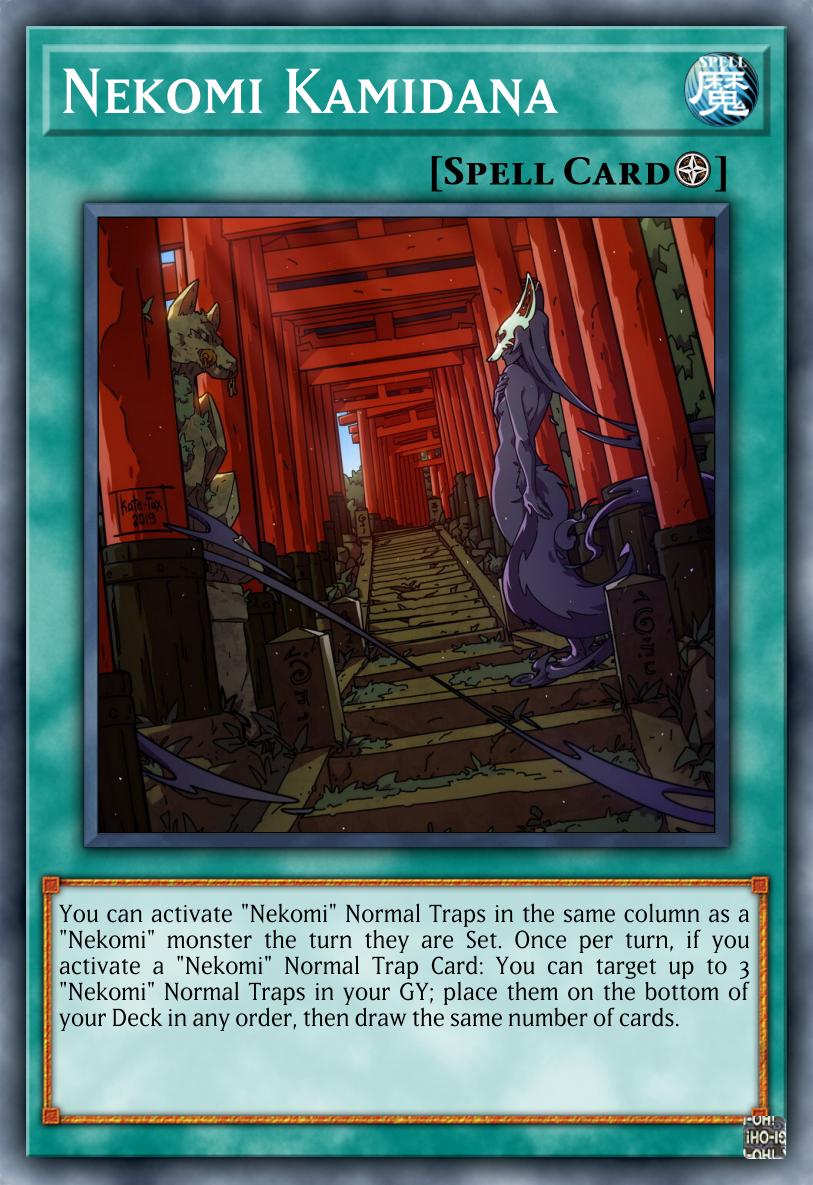 Nekomi Kamidana
SPELL
魔
[Spell Card]
Kate-Fox
2019
You can activate "Nekomi" Normal Traps in the same column as a
"Nekomi" monster the turn they are Set. Once per turn, if you
activate a "Nekomi" Normal Trap Card: You can target up to 3
"Nekomi" Normal Traps in your GY; place them on the bottom of
your Deck in any order, then draw the same number of cards.